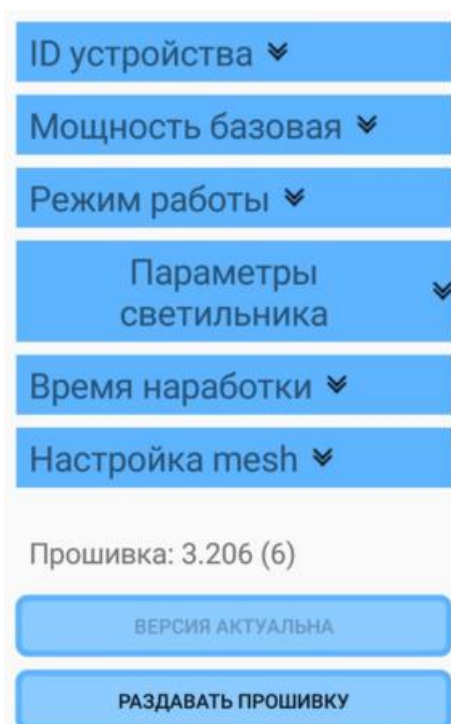 ID устройства
Мощность базовая
Режим работы
Параметры
светильника
Время наработки
Настройка mesh
Прошивка: 3.206 (6)
ВЕРСИЯ АКТУАЛЬНА
РАЗДАВАТЬ ПРОШИВКУ